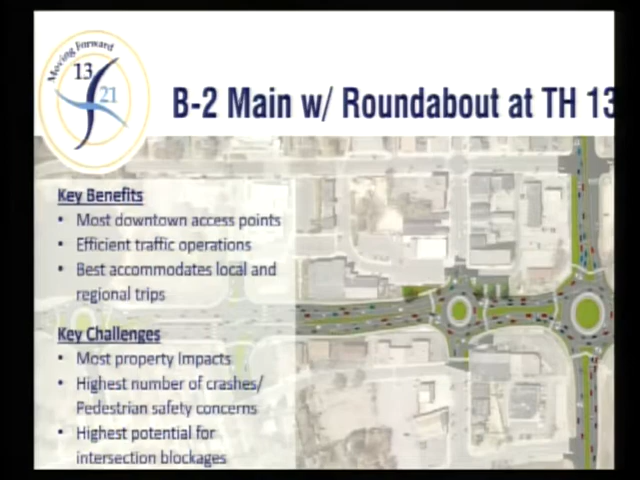 Moving Forward
13
21
B-2 Main w/ Roundabout at TH 13
Key Benefits
• Most downtown access points
• Efficient traffic operations
• Best accommodates local and
regional trips
Key Challenges
• Most property Impacts
• Highest number of crashes/
Pedestrian safety concerns
• Highest potential for
intersection blockages